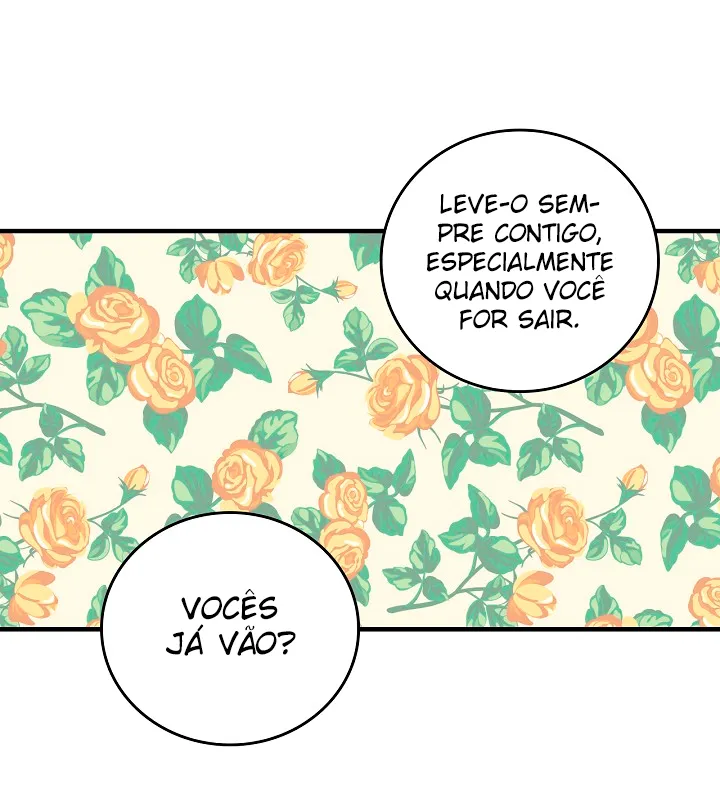 LEVE-O SEM-
PRE CONTIGO,
ESPECIALMENTE
QUANDO VOCÊ
FOR SAIR.
VOCÊS
JÁ VÃO?